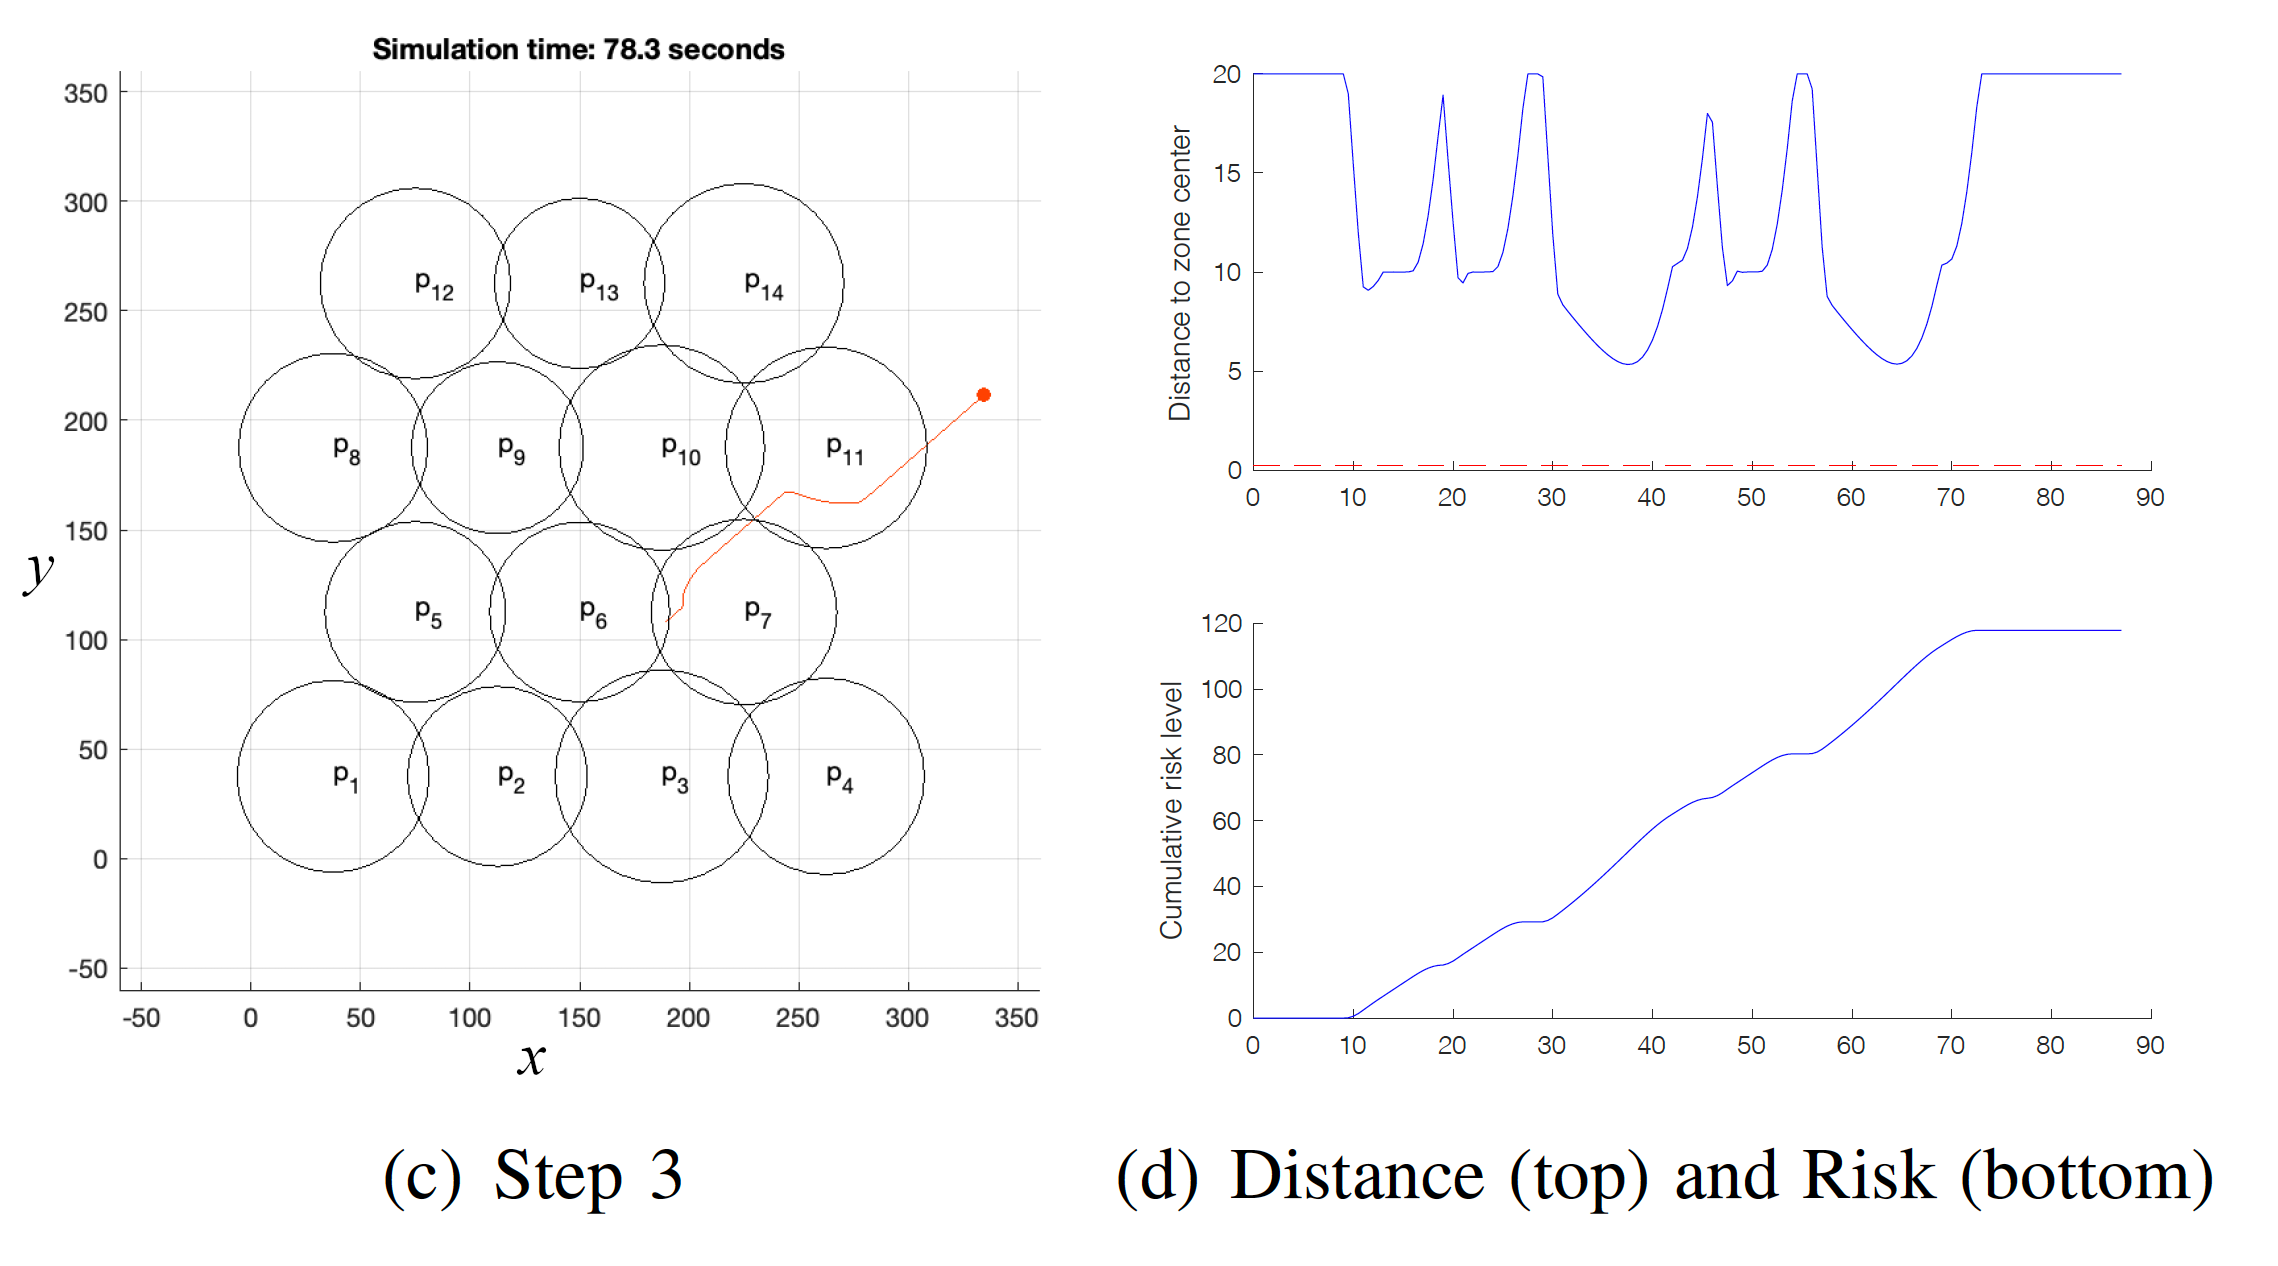 Simulation time: 78.3 seconds
350
300
250
200
150
100
50
0
-50
y
p12 p13 p14
p8 p9 p10 p11
p5 p6 p7
p1 p2 p3 p4
-50 0 50 100 150 200 250 300 350
x
(c) Step 3
Distance to zone center
20
15
10
5
0
0 10 20 30 40 50 60 70 80 90
Cumulative risk level
120
100
80
60
40
20
0
0 10 20 30 40 50 60 70 80 90
(d) Distance (top) and Risk (bottom)